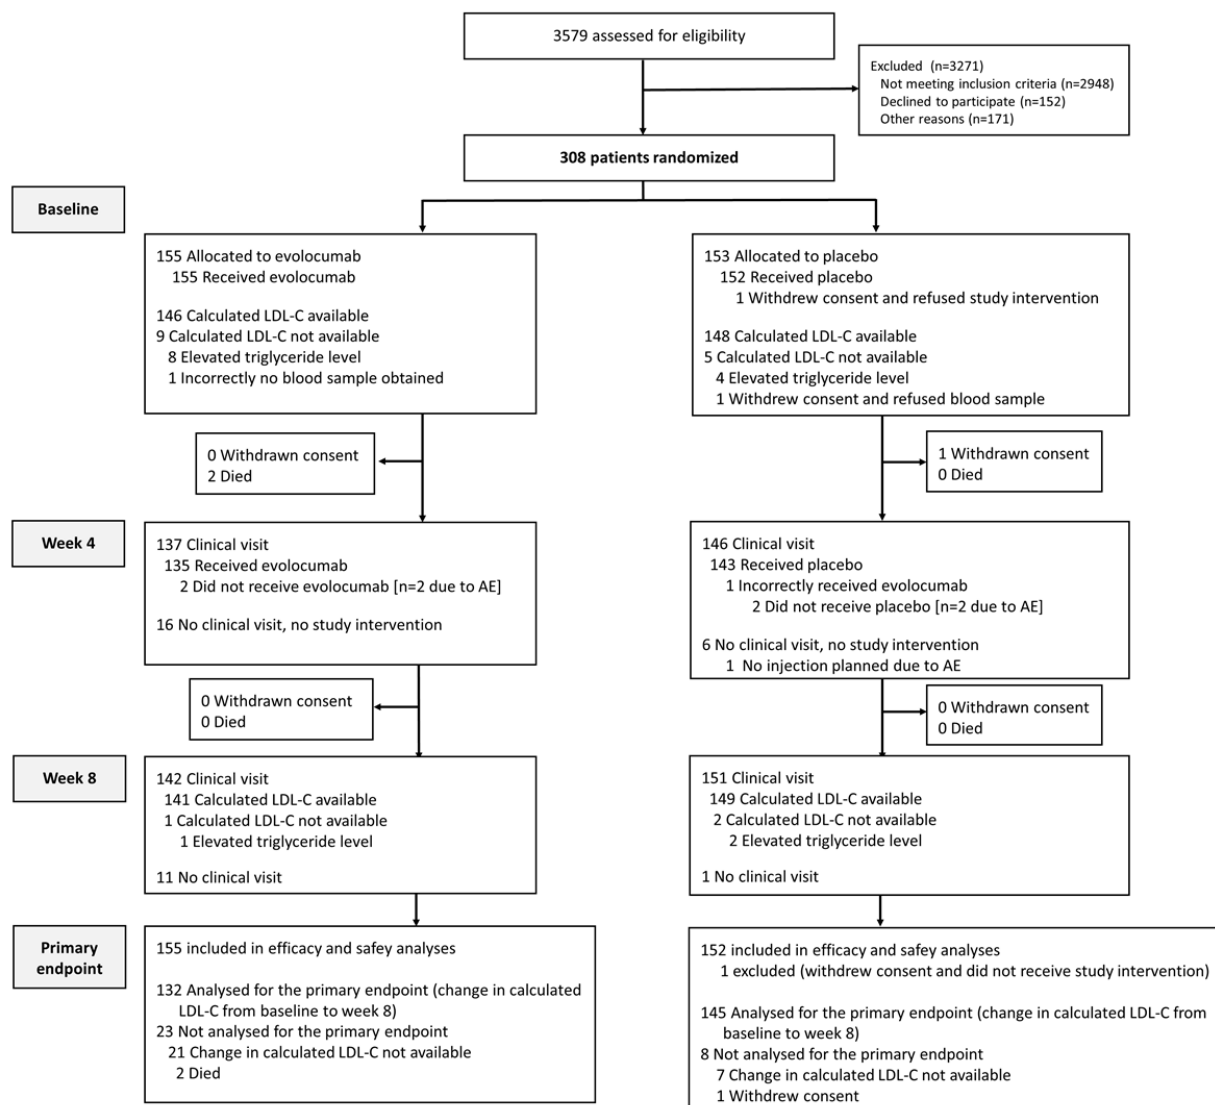 3579 assessed for eligibility
Excluded (n=3271)
Not meeting inclusion criteria (n=2948)
Declined to participate (n=152)
Other reasons (n=171)
308 patients randomized
Baseline
155 Allocated to evolocumab
155 Received evolocumab
146 Calculated LDL-C available
9 Calculated LDL-C not available
8 Elevated triglyceride level
1 Incorrectly no blood sample obtained
153 Allocated to placebo
152 Received placebo
1 Withdrew consent and refused study intervention
148 Calculated LDL-C available
5 Calculated LDL-C not available
4 Elevated triglyceride level
1 Withdrew consent and refused blood sample
0 Withdrawn consent
2 Died
1 Withdrawn consent
0 Died
Week 4
137 Clinical visit
135 Received evolocumab
2 Did not receive evolocumab [n=2 due to AE]
16 No clinical visit, no study intervention
146 Clinical visit
143 Received placebo
1 Incorrectly received evolocumab
2 Did not receive placebo [n=2 due to AE]
6 No clinical visit, no study intervention
1 No injection planned due to AE
0 Withdrawn consent
0 Died
0 Withdrawn consent
0 Died
Week 8
142 Clinical visit
141 Calculated LDL-C available
1 Calculated LDL-C not available
1 Elevated triglyceride level
11 No clinical visit
151 Clinical visit
149 Calculated LDL-C available
2 Calculated LDL-C not available
2 Elevated triglyceride level
1 No clinical visit
Primary
endpoint
155 included in efficacy and safey analyses
132 Analysed for the primary endpoint (change in calculated
LDL-C from baseline to week 8)
23 Not analysed for the primary endpoint
21 Change in calculated LDL-C not available
2 Died
152 included in efficacy and safey analyses
1 excluded (withdrew consent and did not receive study intervention)
145 Analysed for the primary endpoint (change in calculated LDL-C from
baseline to week 8)
8 Not analysed for the primary endpoint
7 Change in calculated LDL-C not available
1 Withdrew consent